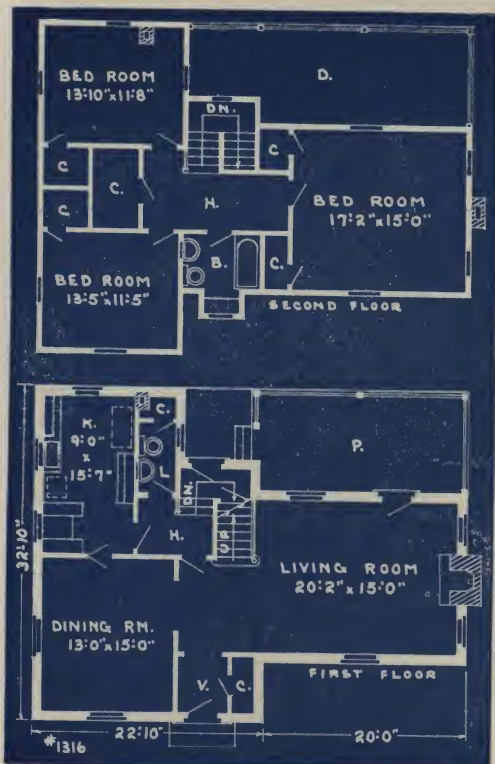 BED ROOM
13'-10"x11'-8"
D.
DN.
C
C.
C
C
H.
BED ROOM
17'-2"x15'-0"
B.
C.
BED ROOM
13'-5"x11'-5"
SECOND FLOOR
K.
9'-0"
x
15'-7"
C.
L
P.
DN.
H.
UP
LIVING ROOM
20'-2"x15'-0"
32'-10"
DINING RM.
13'-0"x15'-0"
V.
C.
FIRST FLOOR
22'-10"
20'-0"
#1316